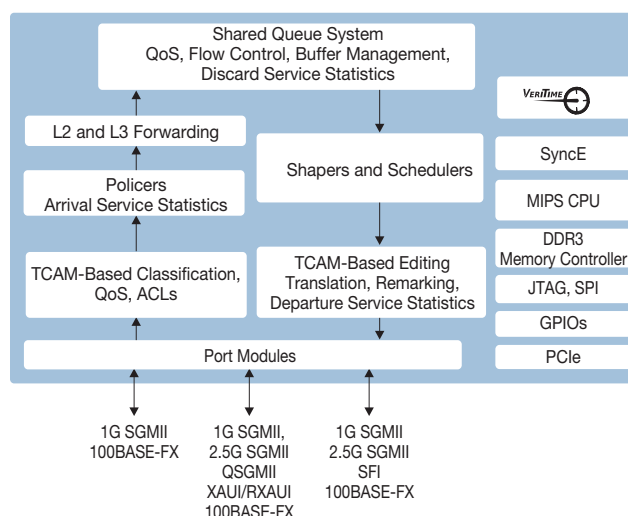 Shared Queue System
QoS, Flow Control, Buffer Management,
Discard Service Statistics
L2 and L3 Forwarding
Policers
Arrival Service Statistics
TCAM-Based Classification,
QoS, ACLs
Shapers and Schedulers
TCAM-Based Editing
Translation, Remarking,
Departure Service Statistics
Port Modules
VERITIME
SyncE
MIPS CPU
DDR3
Memory Controller
JTAG, SPI
GPIOs
PCIe
1G SGMII
100BASE-FX
1G SGMII,
2.5G SGMII
QSGMII
XAUI/RXAUI
100BASE-FX
1G SGMII
2.5G SGMII
SFI
100BASE-FX